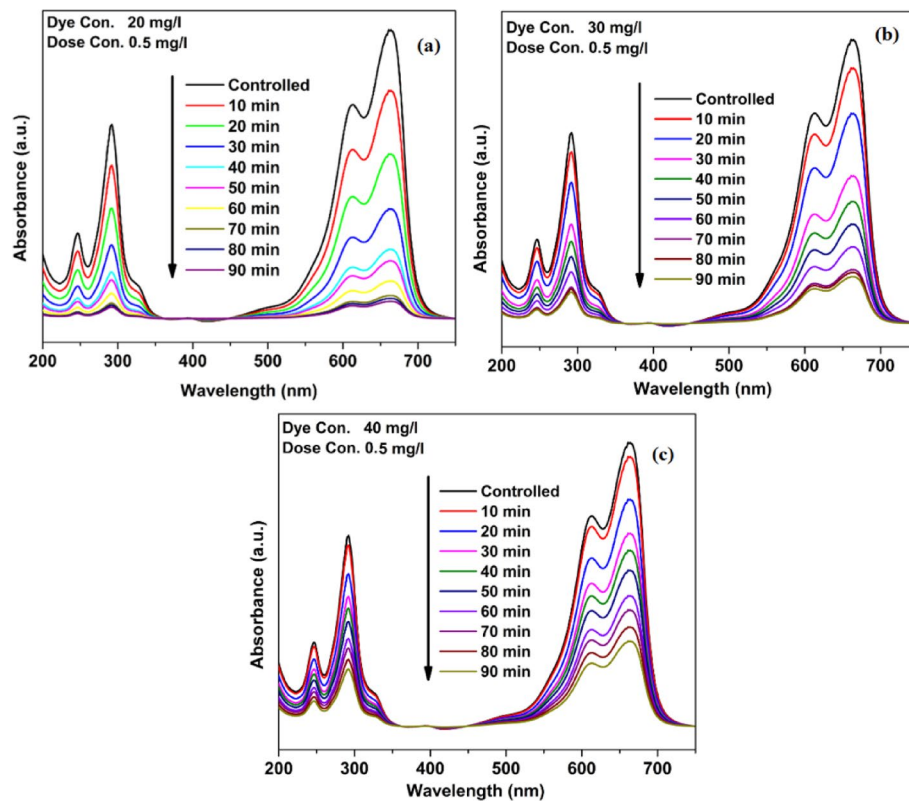 Dye Con. 20 mg/l
Dose Con. 0.5 mg/l
(a)
Controlled
10 min
20 min
30 min
40 min
50 min
60 min
70 min
80 min
90 min
Absorbance (a.u.)
200 300 400 500 600 700
Wavelength (nm)
Dye Con. 30 mg/l
Dose Con. 0.5 mg/l
(b)
Controlled
10 min
20 min
30 min
40 min
50 min
60 min
70 min
80 min
90 min
Absorbance (a.u.)
200 300 400 500 600 700
Wavelength (nm)
Dye Con. 40 mg/l
Dose Con. 0.5 mg/l
(c)
Controlled
10 min
20 min
30 min
40 min
50 min
60 min
70 min
80 min
90 min
Absorbance (a.u.)
200 300 400 500 600 700
Wavelength (nm)